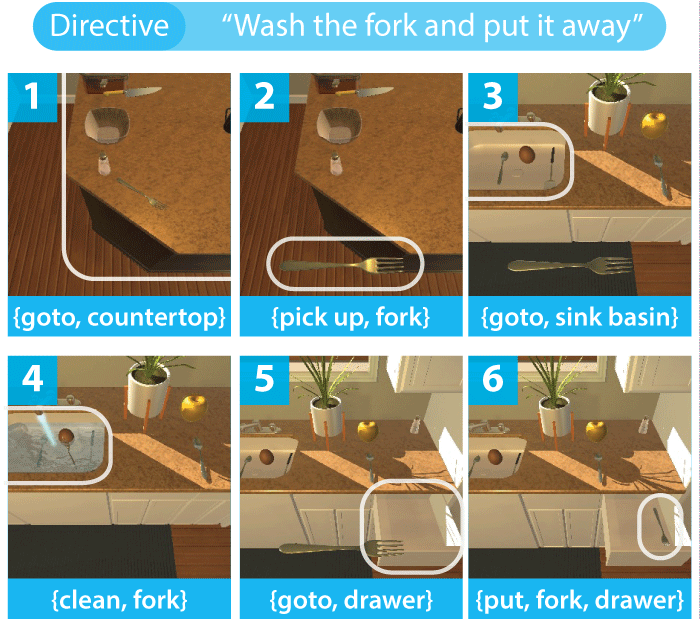 Directive “Wash the fork and put it away”
1
2
3
{goto, countertop}
{pick up, fork}
{goto, sink basin}
4
5
6
{clean, fork}
{goto, drawer}
{put, fork, drawer}